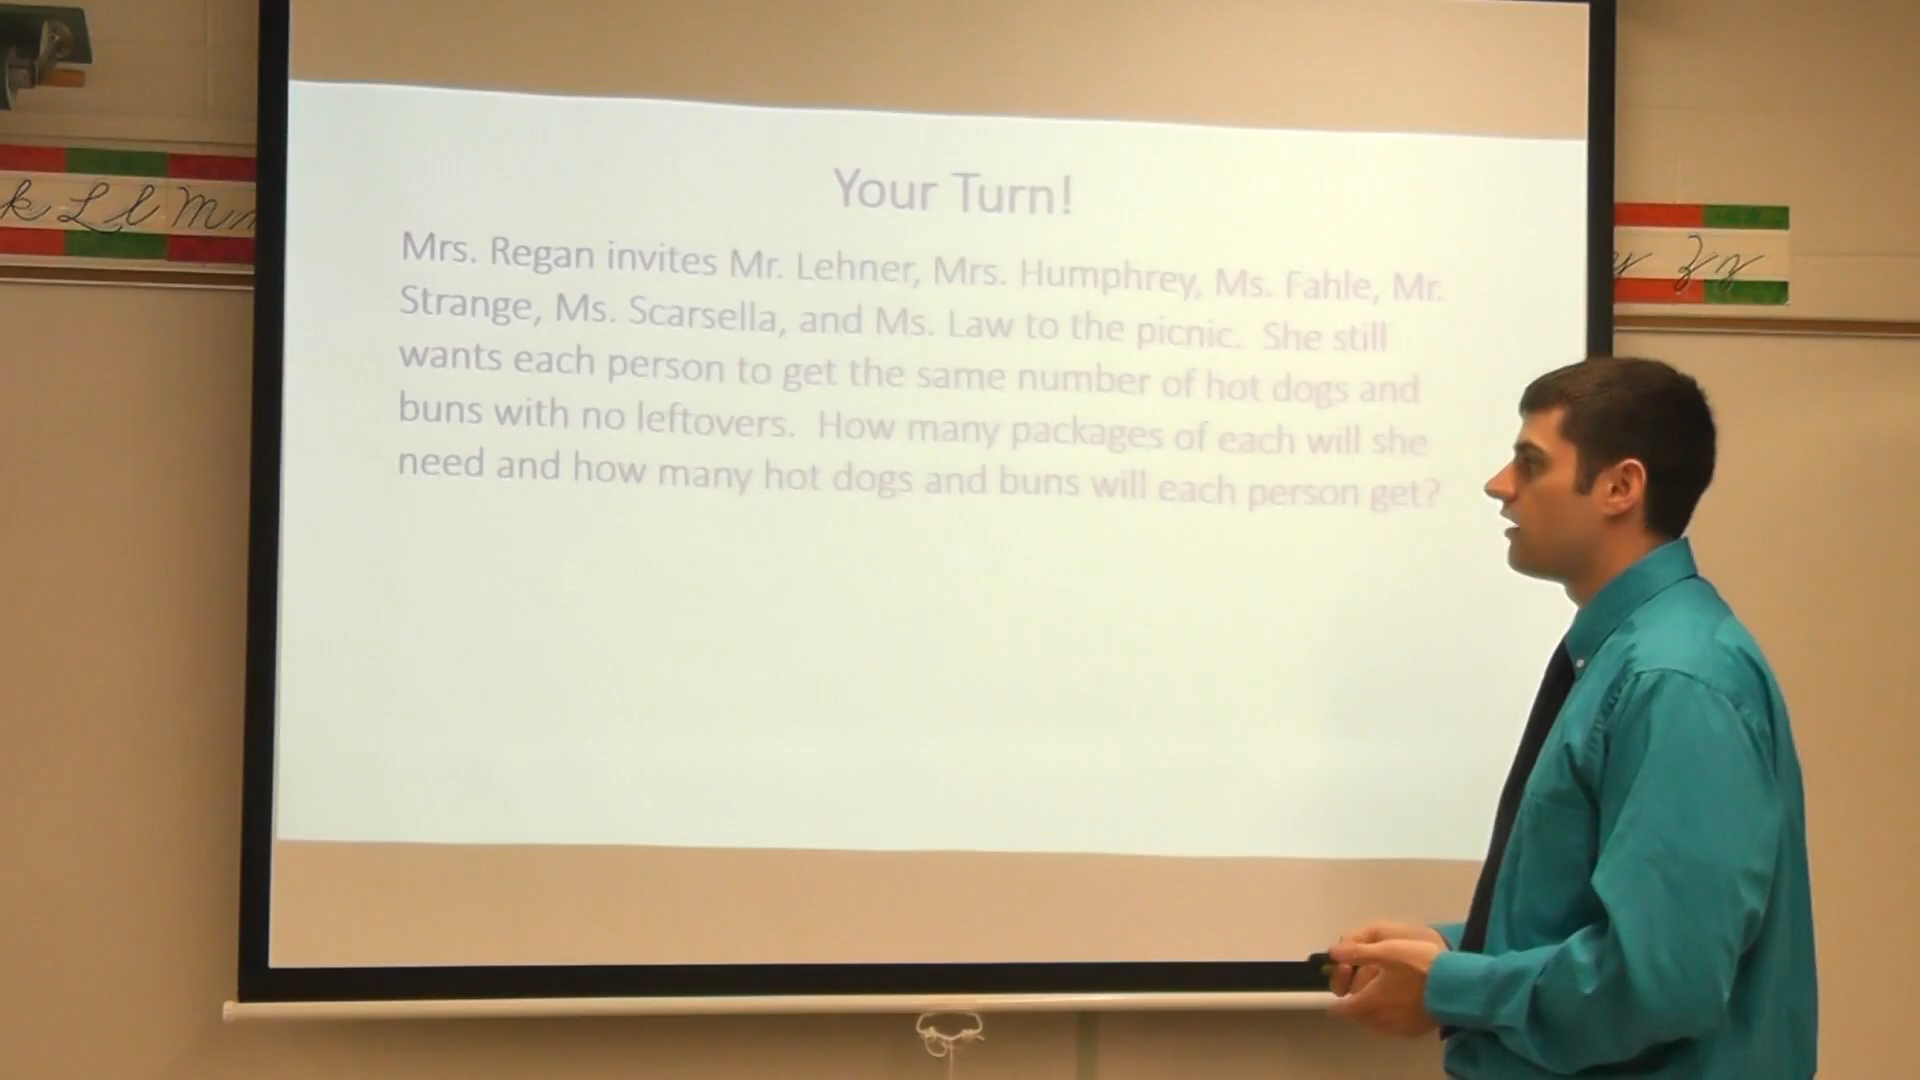 Your Turn!
Mrs. Regan invites Mr. Lehner, Mrs. Humphrey, Ms. Fahle, Mr.
Strange, Ms. Scarsella, and Ms. Law to the picnic. She still
wants each person to get the same number of hot dogs and
buns with no leftovers. How many packages of each will she
need and how many hot dogs and buns will each person get?
k L l M m
y Z z